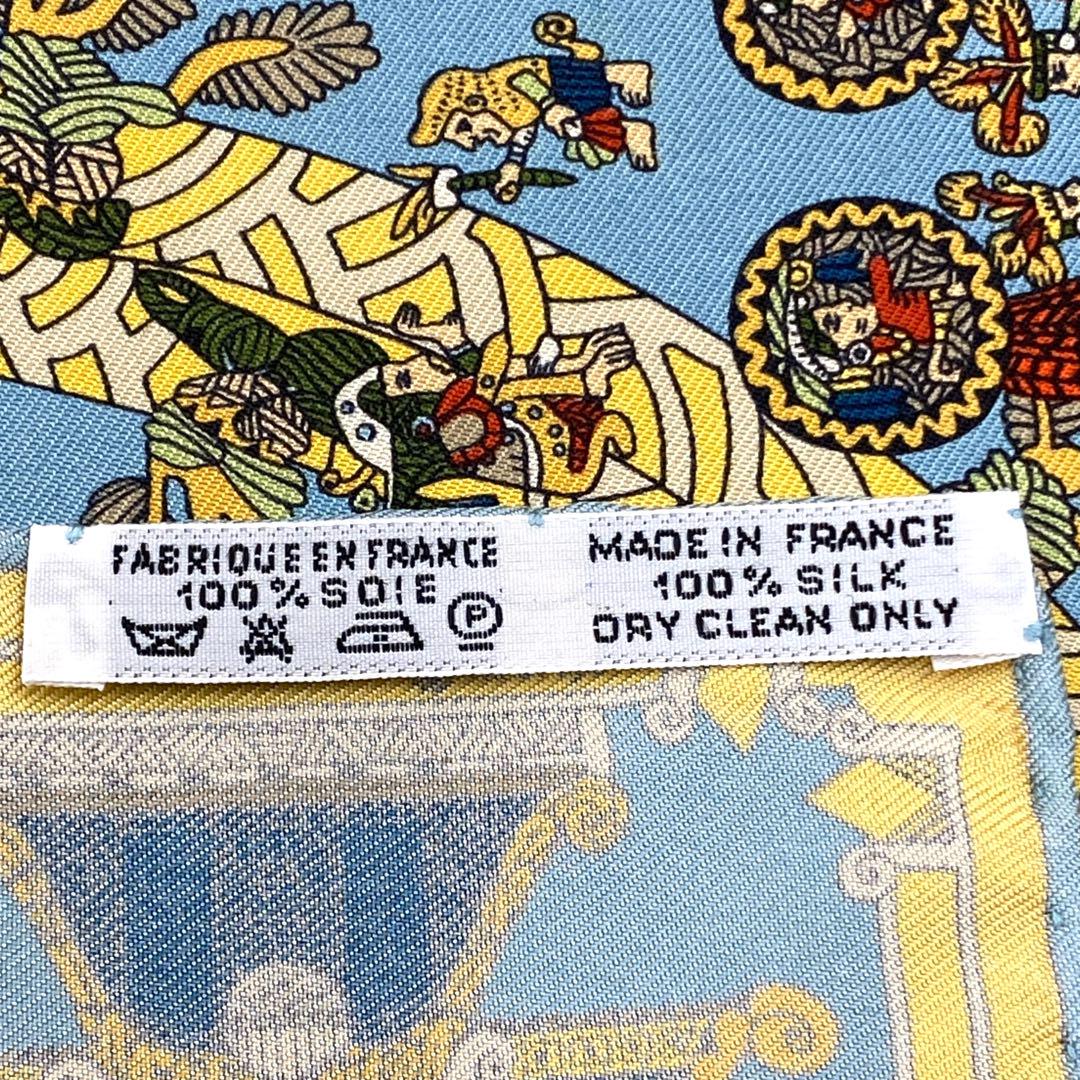 FABRIQUE EN FRANCE
100% SOIE
P
MADE IN FRANCE
100% SILK
DRY CLEAN ONLY